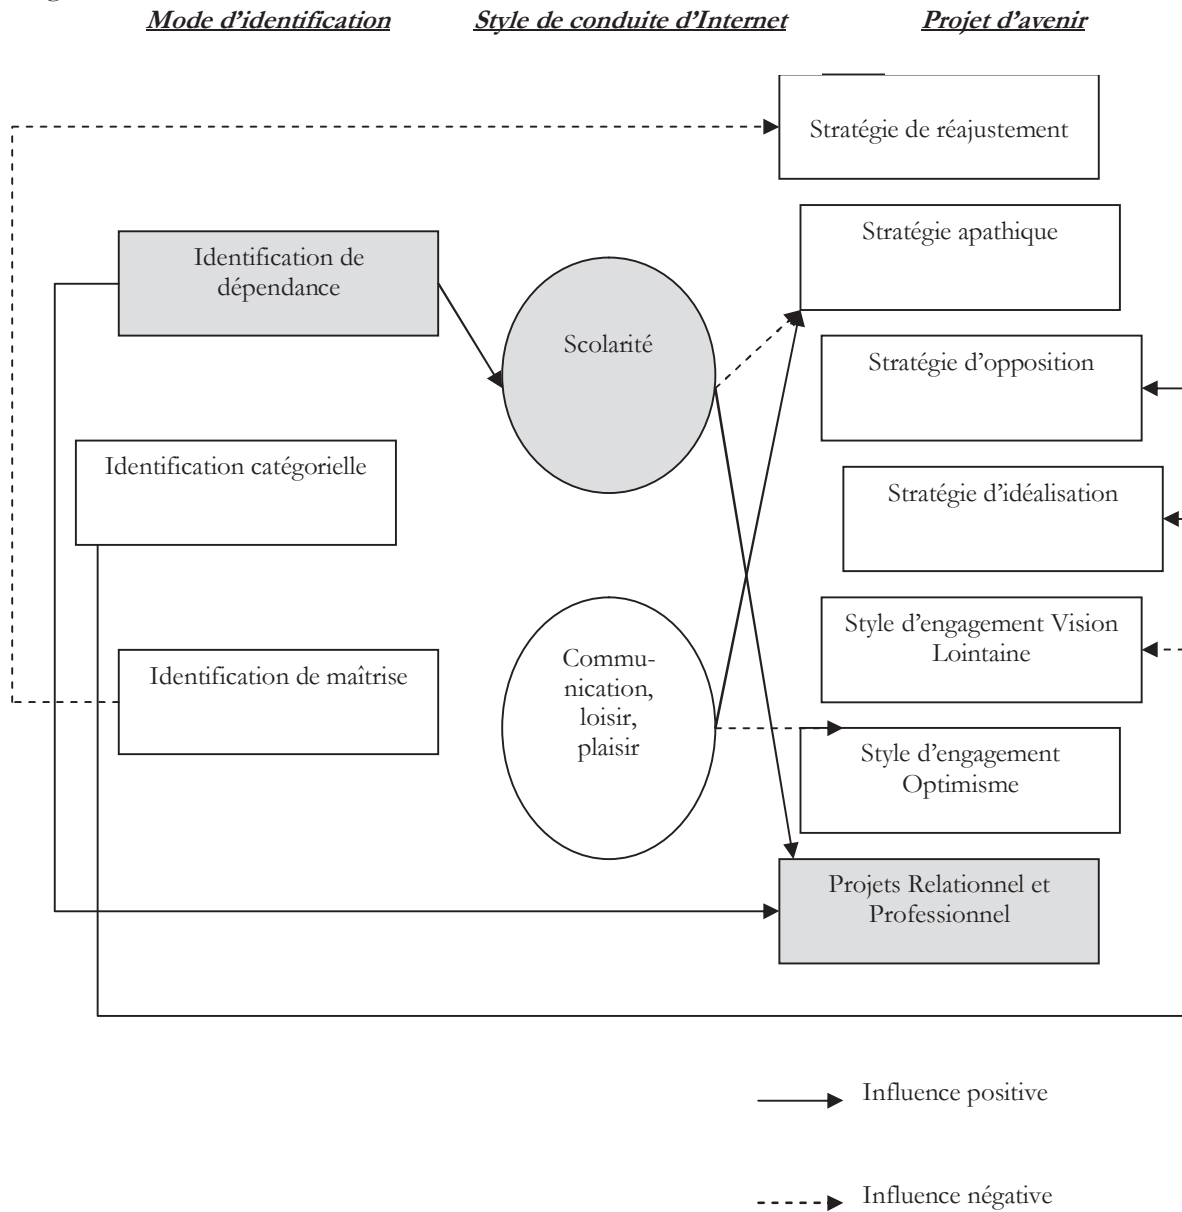 Mode d'identification
Style de conduite d'Internet
Projet d'avenir
Stratégie de réajustement
Stratégie apathique
Identification de
dépendance
Scolarité
Stratégie d'opposition
Identification catégorielle
Stratégie d'idéalisation
Style d'engagement Vision
Lointaine
Identification de maîtrise
Commu-
nication,
loisir,
plaisir
Style d'engagement
Optimisme
Projets Relationnel et
Professionnel
Influence positive
Influence négative